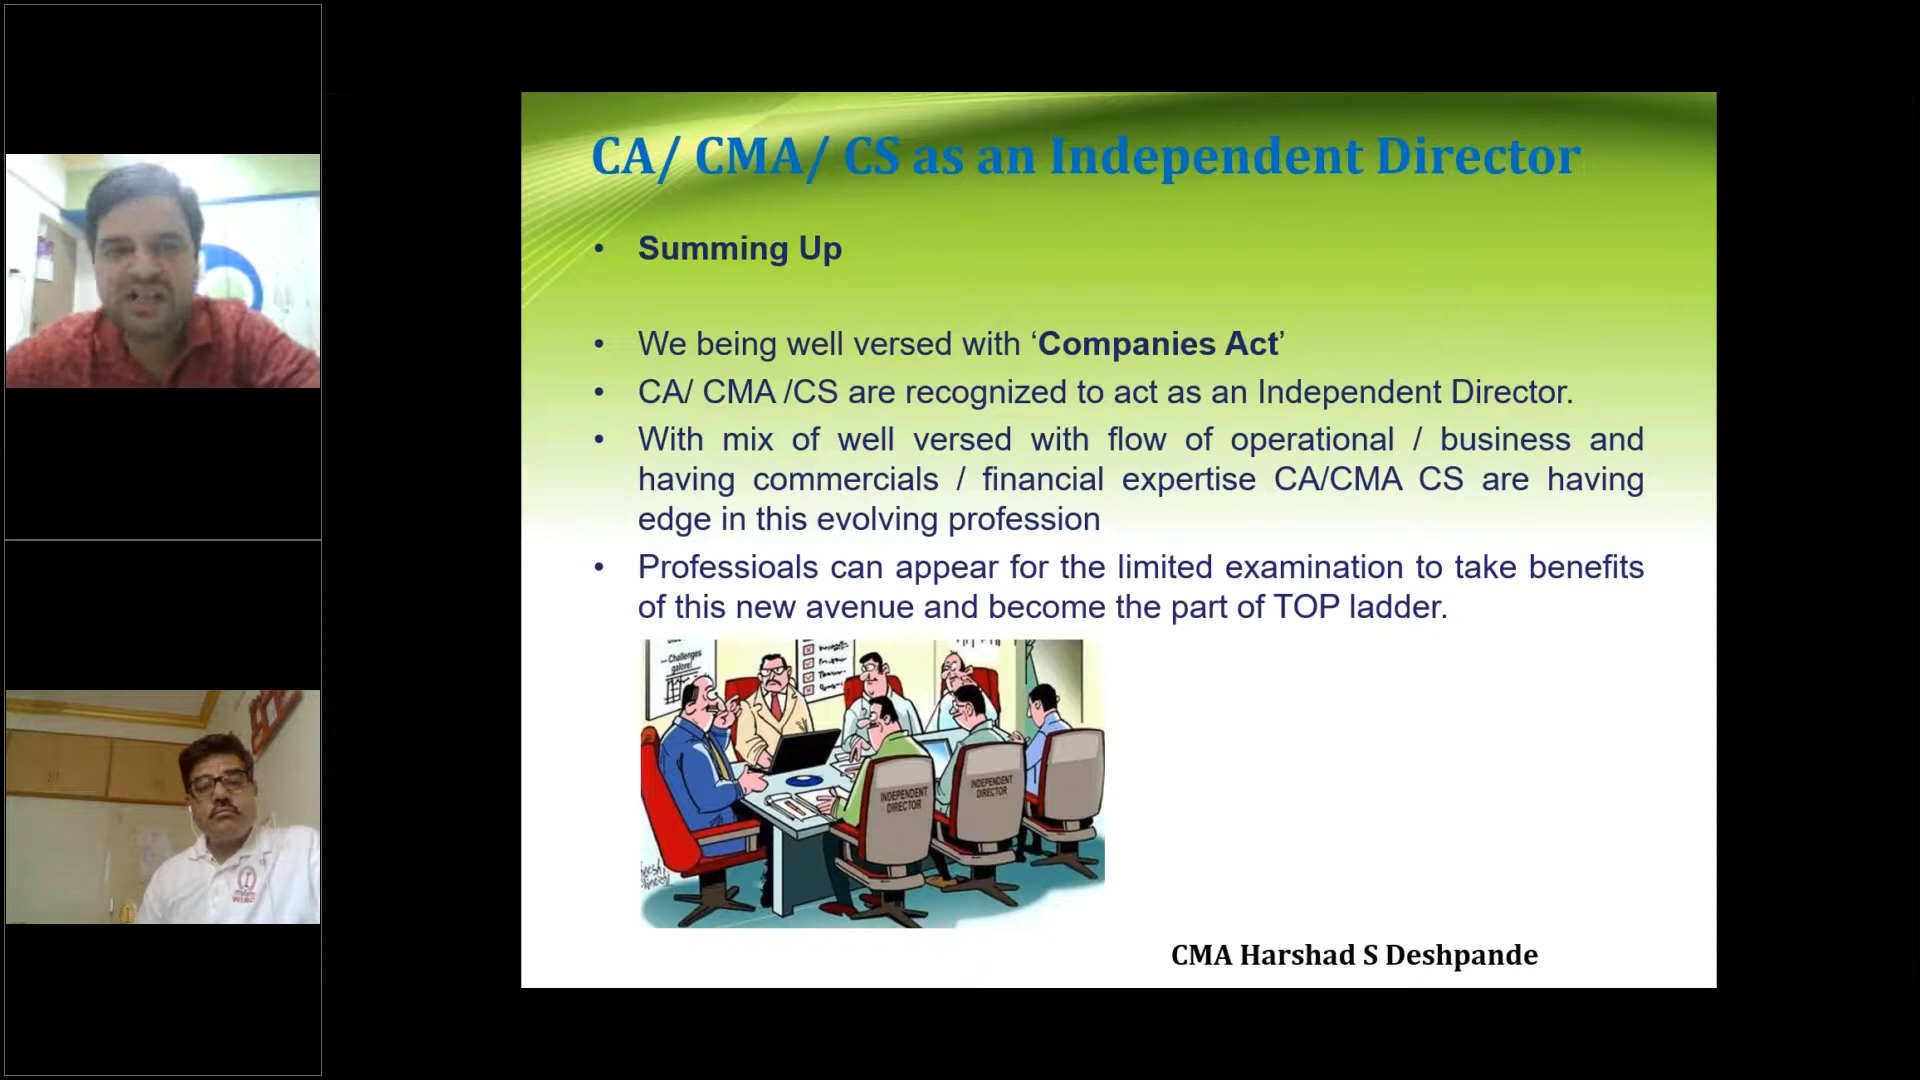 CA/ CMA/ CS as an Independent Director
• Summing Up
• We being well versed with ‘Companies Act’
• CA/ CMA /CS are recognized to act as an Independent Director.
• With mix of well versed with flow of operational / business and
having commercials / financial expertise CA/CMA CS are having
edge in this evolving profession
• Professioals can appear for the limited examination to take benefits
of this new avenue and become the part of TOP ladder.
—Challenges
galore!
INDEPENDENT
DIRECTOR
INDEPENDENT
DIRECTOR
CMA Harshad S Deshpande
WIRC